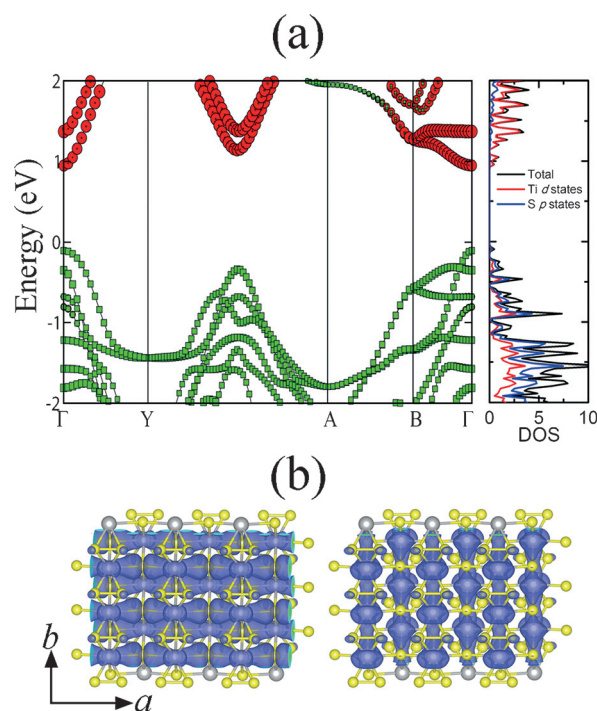 (a)
Energy (eV)
2
1
0
-1
-2
Γ Y A B Γ
Total
Ti d states
S p states
0 5 10
DOS
(b)
b
a